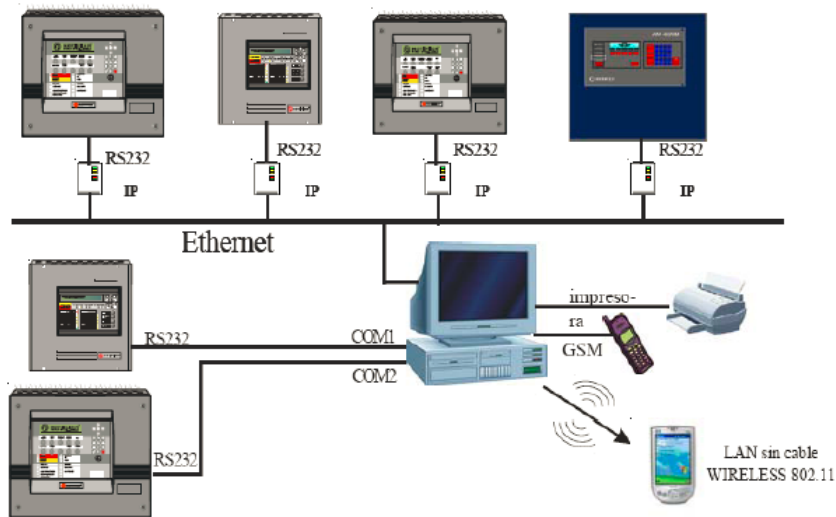 RS232
RS232
RS232
RS232
IP
IP
IP
IP
Ethernet
RS232
COM1
COM2
RS232
impreso-
ra
GSM
LAN sin cable
WIRELESS 802.11